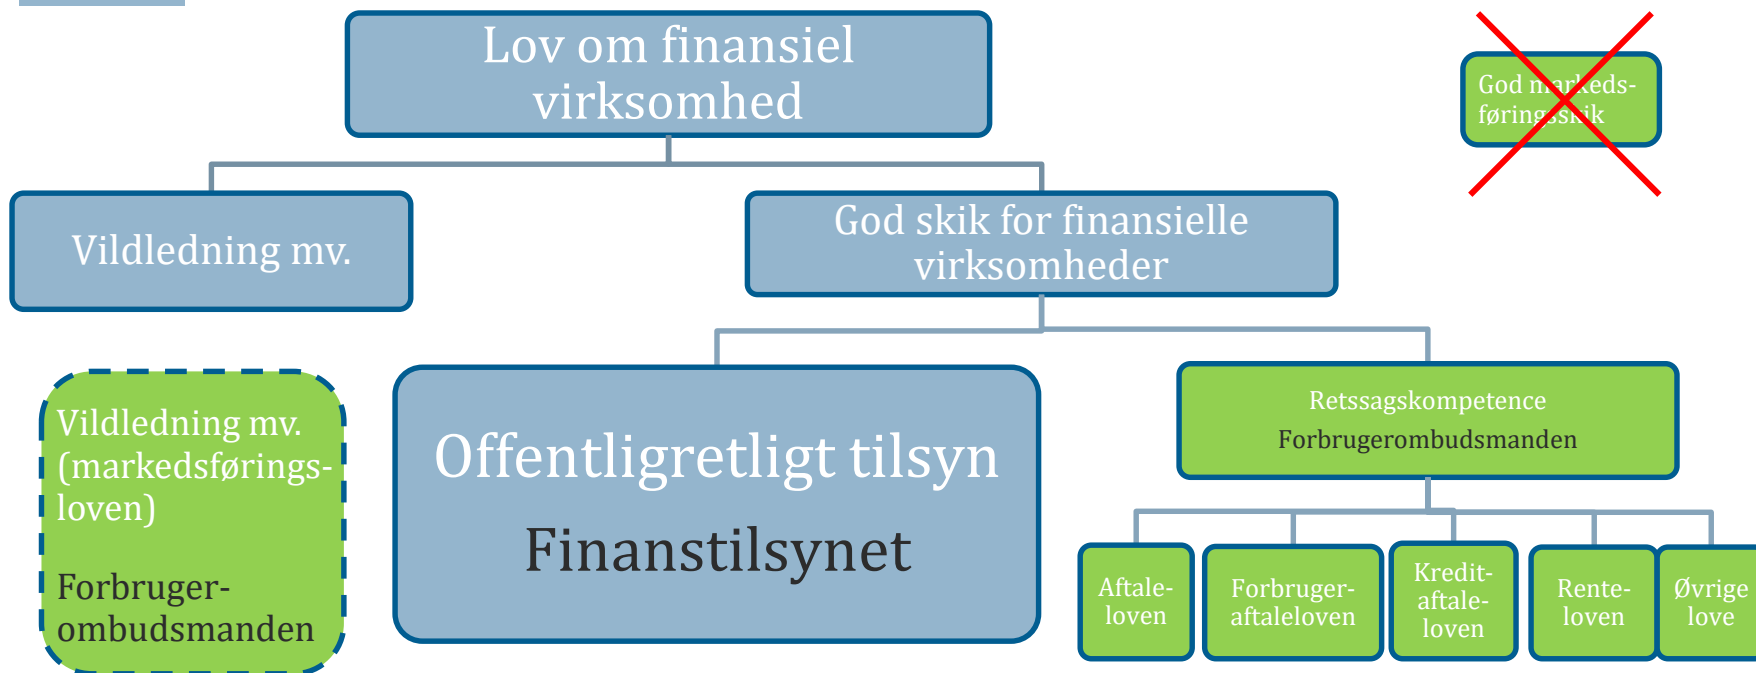 Lov om finansiel
virksomhed
God markeds-
føringsskik
Vildledning mv.
God skik for finansielle
virksomheder
Vildledning mv.
(markedsførings-
loven)
Forbruger-
ombudsmanden
Offentligretligt tilsyn
Finanstilsynet
Retssagskompetence
Forbrugerombudsmanden
Aftale-
loven
Forbruger-
aftaleloven
Kredit-
aftale-
loven
Rente-
loven
Øvrige
love